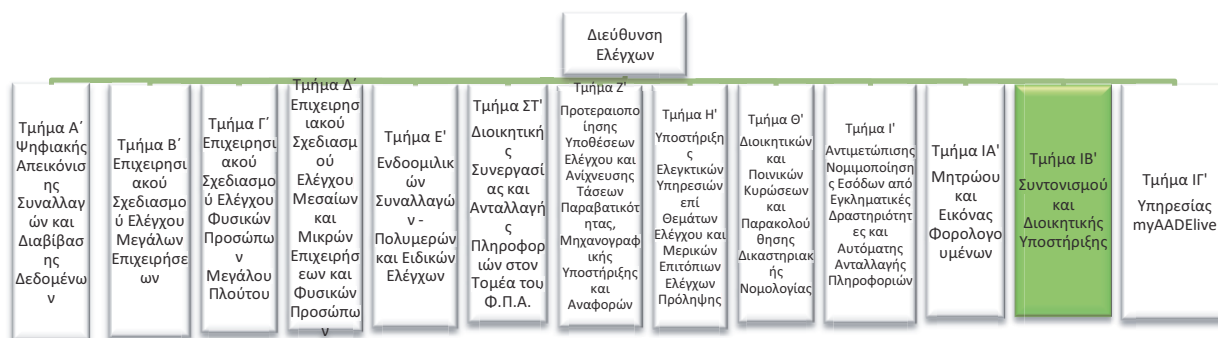 Διεύθυνση
Ελέγχων
Τμήμα Α΄
Ψηφιακής
Απεικόνισ
ης
Συναλλαγ
ών και
Διαβίβασ
ης
Δεδομένω
ν
Τμήμα Β΄
Επιχειρησι
ακού
Σχεδιασμο
ύ Ελέγχου
Μεγάλων
Επιχειρήσε
ων
Τμήμα Γ΄
Επιχειρησι
ακού
Σχεδιασμο
ύ Ελέγχου
Φυσικών
Προσώπω
ν
Μεγάλου
Πλούτου
Τμήμα Δ΄
Επιχειρησ
ιακού
Σχεδιασμ
ού
Ελέγχου
Μεσαίων
και
Μικρών
Επιχειρήσ
εων και
Φυσικών
Προσώπω
ν
Τμήμα Ε'
Ενδοομιλικ
ών
Συναλλαγώ
ν -
Πολυμερών
και Ειδικών
Ελέγχων
Τμήμα ΣΤ'
Διοικητική
ς
Συνεργασ
ίας και
Ανταλλαγή
ς
Πληροφορ
ιών στον
Τομέα του
Φ.Π.Α.
Τμήμα Ζ'
Προτεραιοπο
ίησης
Υποθέσεων
Ελέγχου και
Ανίχνευσης
Τάσεων
Παραβατικότ
ητας,
Μηχανογραφ
ικής
Υποστήριξης
και
Αναφορών
Τμήμα Η'
Υποστήριξη
ς
Ελεγκτικών
Υπηρεσιών
επί
Θεμάτων
Ελέγχου και
Μερικών
Επιτόπιων
Ελέγχων
Πρόληψης
Τμήμα Θ'
Διοικητικών
και
Ποινικών
Κυρώσεων
και
Παρακολού
θησης
Δικαστηριακ
ής
Νομολογίας
Τμήμα Ι'
Αντιμετώπισης
Νομιμοποίηση
ς Εσόδων από
Εγκληματικές
Δραστηριότητ
ες και
Αυτόματης
Ανταλλαγής
Πληροφοριών
Τμήμα ΙΑ'
Μητρώου
και
Εικόνας
Φορολογο
υμένων
Τμήμα ΙΒ'
Συντονισμού
και
Διοικητικής
Υποστήριξης
Τμήμα ΙΓ'
Υπηρεσίας
myAADElive